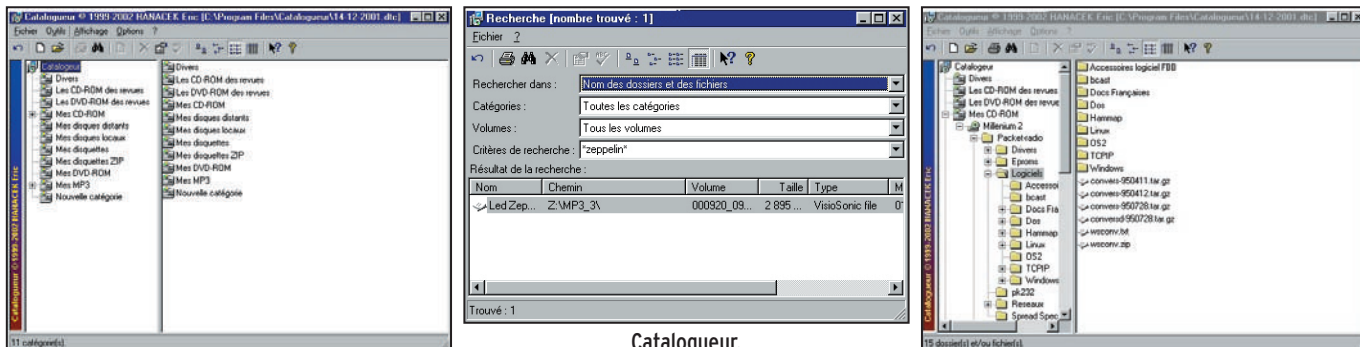 Catalogueur © 1999-2002 HANACEK Eric [C:\Program Files\Catalogueur\14-12-2001.dtc]
Fichier Outils Affichage Options ?
Catalogeur
Divers
Les CD-ROM des revues
Les DVD-ROM des revues
Mes CD-ROM
Mes disques distants
Mes disques locaux
Mes disquettes
Mes disquettes ZIP
Mes DVD-ROM
Mes MP3
Nouvelle catégorie
Divers
Les CD-ROM des revues
Les DVD-ROM des revues
Mes CD-ROM
Mes disques distants
Mes disques locaux
Mes disquettes
Mes disquettes ZIP
Mes DVD-ROM
Mes MP3
Nouvelle catégorie
Catalogueur © 1999-2002 HANACEK Eric
11 catégorie(s).
Recherche [nombre trouvé : 1]
Fichier ?
Rechercher dans : Nom des dossiers et des fichiers
Catégories : Toutes les catégories
Volumes : Tous les volumes
Critères de recherche : *zeppelin*
Résultat de la recherche :
Nom Chemin Volume Taille Type M
Led Zep... Z:\MP3_3\ 000920_09... 2 895 ... VisioSonic file
Trouvé : 1
Catalogueur
Catalogueur © 1999-2002 HANACEK Eric [C:\Program Files\Catalogueur\14-12-2001.dtc]
Fichier Outils Affichage Options ?
Catalogeur
Divers
Les CD-ROM des revues
Les DVD-ROM des revue
Mes CD-ROM
Millenium 2
Packet-radio
Divers
Eproms
Logiciels
Accessoi
bcast
Docs Fra
Dos
Hammap
Linux
OS2
TCPIP
Windows
pk232
Reseaux
Spread Spec
Accessoires logiciel FBB
bcast
Docs Françaises
Dos
Hammap
Linux
OS2
TCPIP
Windows
convers-950411.tar.gz
convers-950412.tar.gz
convers-950728.tar.gz
conversd-950728.tar.gz
wsconv.txt
wsconv.zip
Catalogueur © 1999-2002 HANACEK Eric
15 dossier(s) et/ou fichier(s).